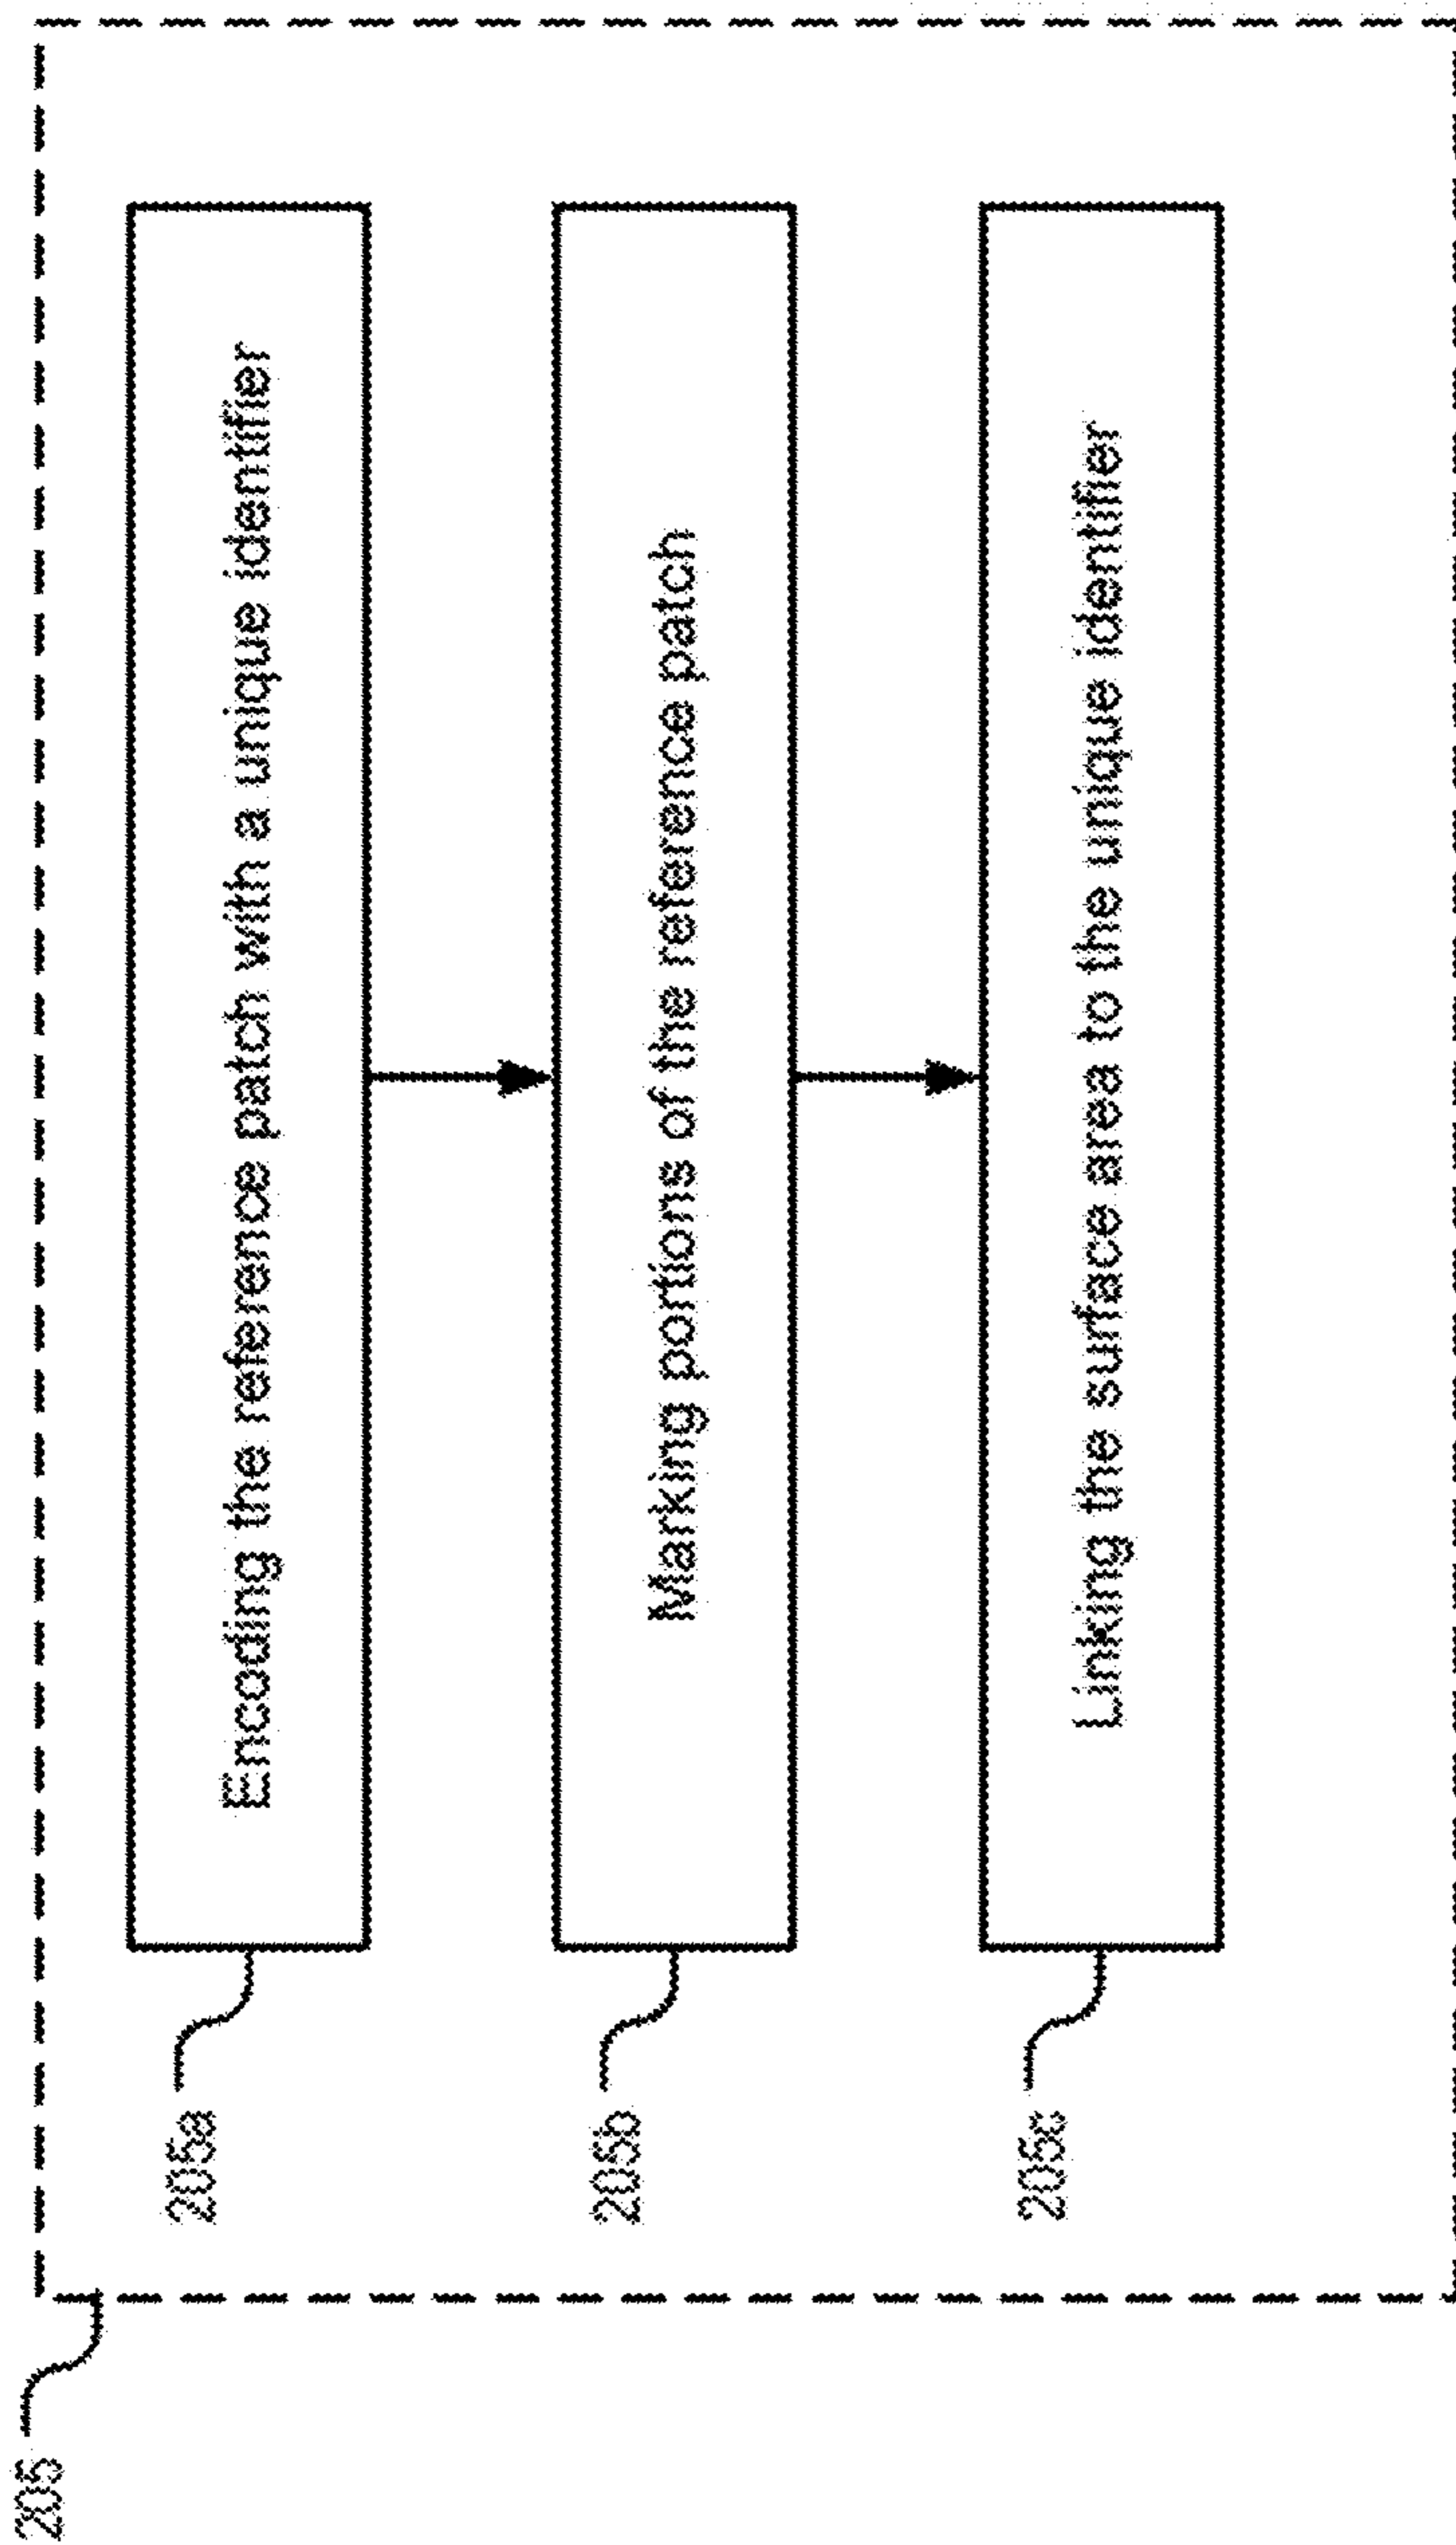 205
205a
Encoding the reference patch with a unique identifier
205b
Marking portions of the reference patch
205c
Linking the surface area to the unique identifier